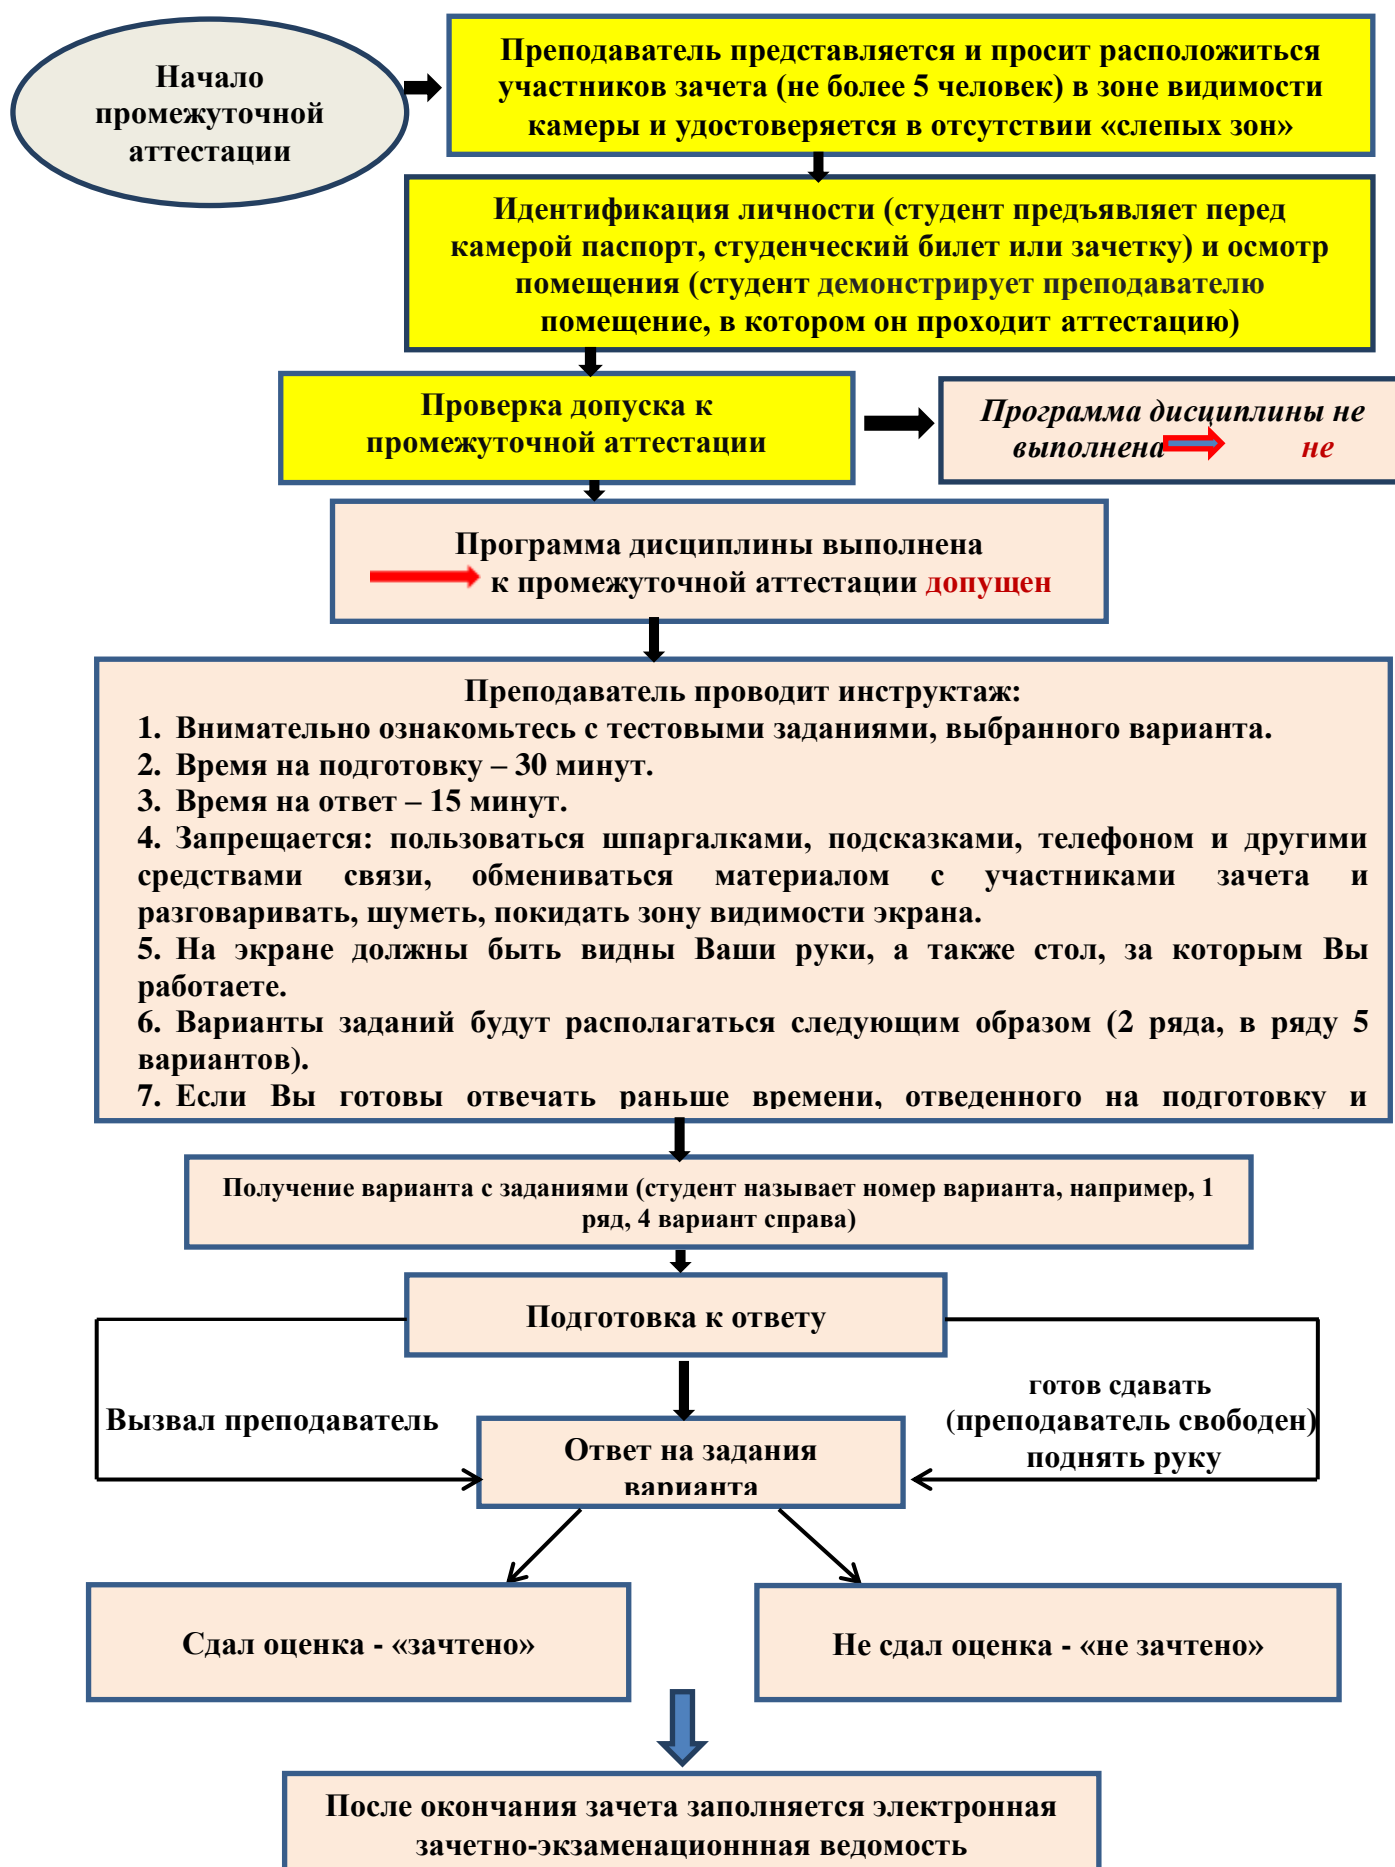 Начало
промежуточной
аттестации
Преподаватель представляется и просит расположиться
участников зачета (не более 5 человек) в зоне видимости
камеры и удостоверяется в отсутствии «слепых зон»
Идентификация личности (студент предъявляет перед
камерой паспорт, студенческий билет или зачетку) и осмотр
помещения (студент демонстрирует преподавателю
помещение, в котором он проходит аттестацию)
Проверка допуска к
промежуточной аттестации
Программа дисциплины не
выполнена не
Программа дисциплины выполнена
к промежуточной аттестации допущен
Преподаватель проводит инструктаж:
1. Внимательно ознакомьтесь с тестовыми заданиями, выбранного варианта.
2. Время на подготовку – 30 минут.
3. Время на ответ – 15 минут.
4. Запрещается: пользоваться шпаргалками, подсказками, телефоном и другими
средствами связи, обмениваться материалом с участниками зачета и
разговаривать, шуметь, покидать зону видимости экрана.
5. На экране должны быть видны Ваши руки, а также стол, за которым Вы
работаете.
6. Варианты заданий будут располагаться следующим образом (2 ряда, в ряду 5
вариантов).
7. Если Вы готовы отвечать раньше времени, отведенного на подготовку и
Получение варианта с заданиями (студент называет номер варианта, например, 1
ряд, 4 вариант справа)
Подготовка к ответу
Вызвал преподаватель
готов сдавать
(преподаватель свободен)
поднять руку
Ответ на задания
варианта
Сдал оценка - «зачтено»
Не сдал оценка - «не зачтено»
После окончания зачета заполняется электронная
зачетно-экзаменационнная ведомость